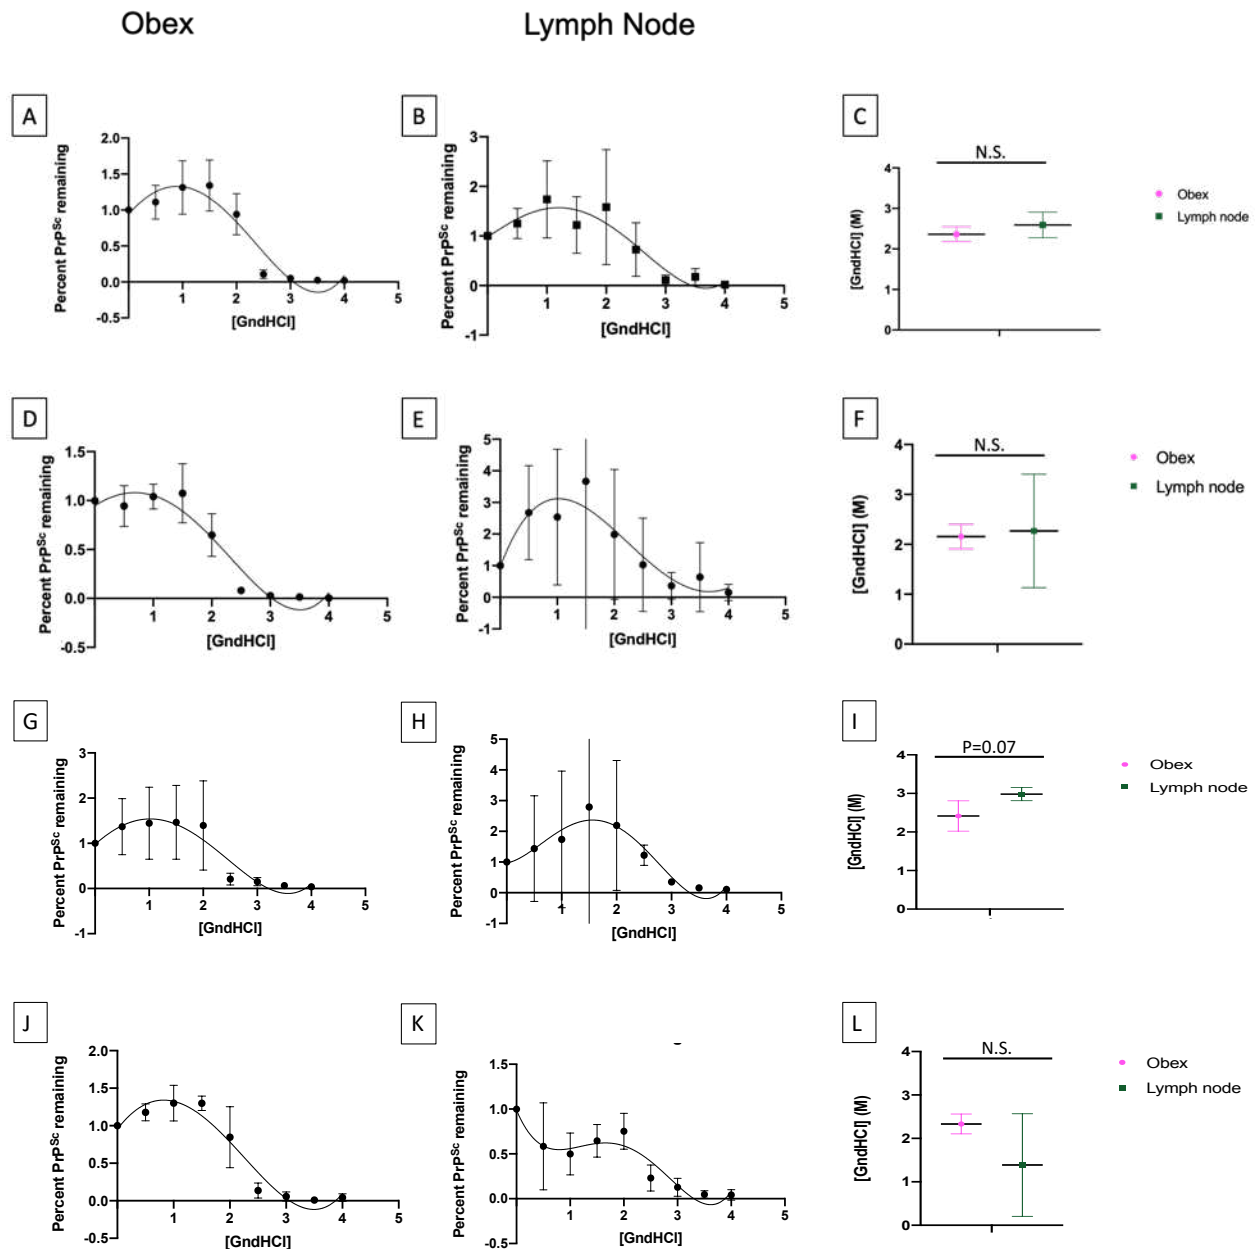 Obex
Lymph Node
A
Percent PrPSc remaining
2.0
1.5
1.0
0.5
0.0
-0.5
1
2
3
4
5
[GndHCl]
B
Percent PrPSc remaining
3
2
1
0
-1
1
2
3
4
5
[GndHCl]
C
[GndHCl] (M)
4
3
2
1
0
N.S.
Obex
Lymph node
D
Percent PrPSc remaining
1.5
1.0
0.5
0.0
-0.5
1
2
3
4
5
[GndHCl]
E
Percent PrPSc remaining
5
4
3
2
1
0
-1
1
2
3
4
5
[GndHCl]
F
[GndHCl] (M)
4
3
2
1
0
N.S.
Obex
Lymph node
G
Percent PrPSc remaining
3
2
1
0
-1
1
2
3
4
5
[GndHCl]
H
Percent PrPSc remaining
5
4
3
2
1
0
-1
1
2
3
4
5
[GndHCl]
I
[GndHCl] (M)
4
3
2
1
0
P=0.07
Obex
Lymph node
J
Percent PrPSc remaining
2.0
1.5
1.0
0.5
0.0
-0.5
1
2
3
4
5
[GndHCl]
K
Percent PrPSc remaining
1.5
1.0
0.5
0.0
-0.5
1
2
3
4
5
[GndHCl]
L
[GndHCl] (M)
4
3
2
1
0
N.S.
Obex
Lymph node